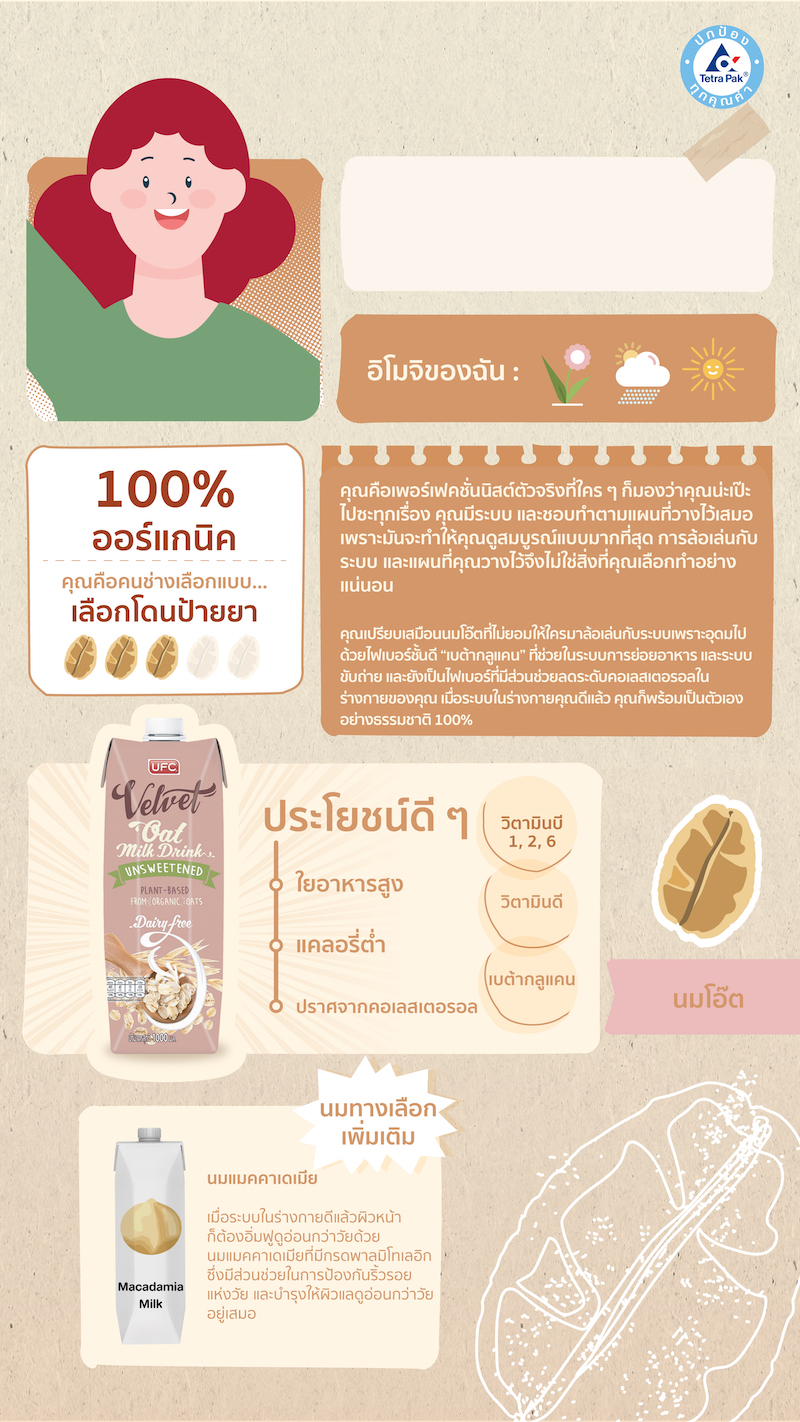 ปกป้อง
Tetra Pak®
ทุกคุณค่า
อิโมจิของฉัน :
100%
ออร์แกนิค
คุณคือคนช่างเลือกแบบ...
เลือกโดนป้ายยา
คุณคือเพอร์เฟคชั่นนิสต์ตัวจริงที่ใคร ๆ ก็มองว่าคุณน่ะเป๊ะ
ไปซะทุกเรื่อง คุณมีระบบ และชอบทำตามแผนที่วางไว้เสมอ
เพราะมันจะทำให้คุณดูสมบูรณ์แบบมากที่สุด การล้อเล่นกับ
ระบบ และแผนที่คุณวางไว้จึงไม่ใช่สิ่งที่คุณเลือกทำอย่าง
แน่นอน
คุณเปรียบเสมือนนมโอ๊ตที่ไม่ยอมให้ใครมาล้อเล่นกับระบบเพราะอุดมไป
ด้วยไฟเบอร์ชั้นดี “เบต้ากลูแคน” ที่ช่วยในระบบการย่อยอาหาร และระบบ
ขับถ่าย และยังเป็นไฟเบอร์ที่มีส่วนช่วยลดระดับคอเลสเตอรอลใน
ร่างกายของคุณ เมื่อระบบในร่างกายคุณดีแล้ว คุณก็พร้อมเป็นตัวเอง
อย่างธรรมชาติ 100%
UFC
Velvet
Oat
Milk Drink
UNSWEETENED
PLANT-BASED
FROM ORGANIC OATS
Dairy free
1000
ประโยชน์ดี ๆ
ใยอาหารสูง
แคลอรี่ต่ำ
ปราศจากคอเลสเตอรอล
วิตามินบี
1, 2, 6
วิตามินดี
เบต้ากลูแคน
นมโอ๊ต
นมทางเลือก
เพิ่มเติม
นมแมคคาเดเมีย
เมื่อระบบในร่างกายดีแล้วผิวหน้า
ก็ต้องอิ่มฟูดูอ่อนกว่าวัยด้วย
นมแมคคาเดเมียที่มีกรดพาลมิโทเลอิก
ซึ่งมีส่วนช่วยในการป้องกันริ้วรอย
แห่งวัย และบำรุงให้ผิวแลดูอ่อนกว่าวัย
อยู่เสมอ
Macadamia
Milk